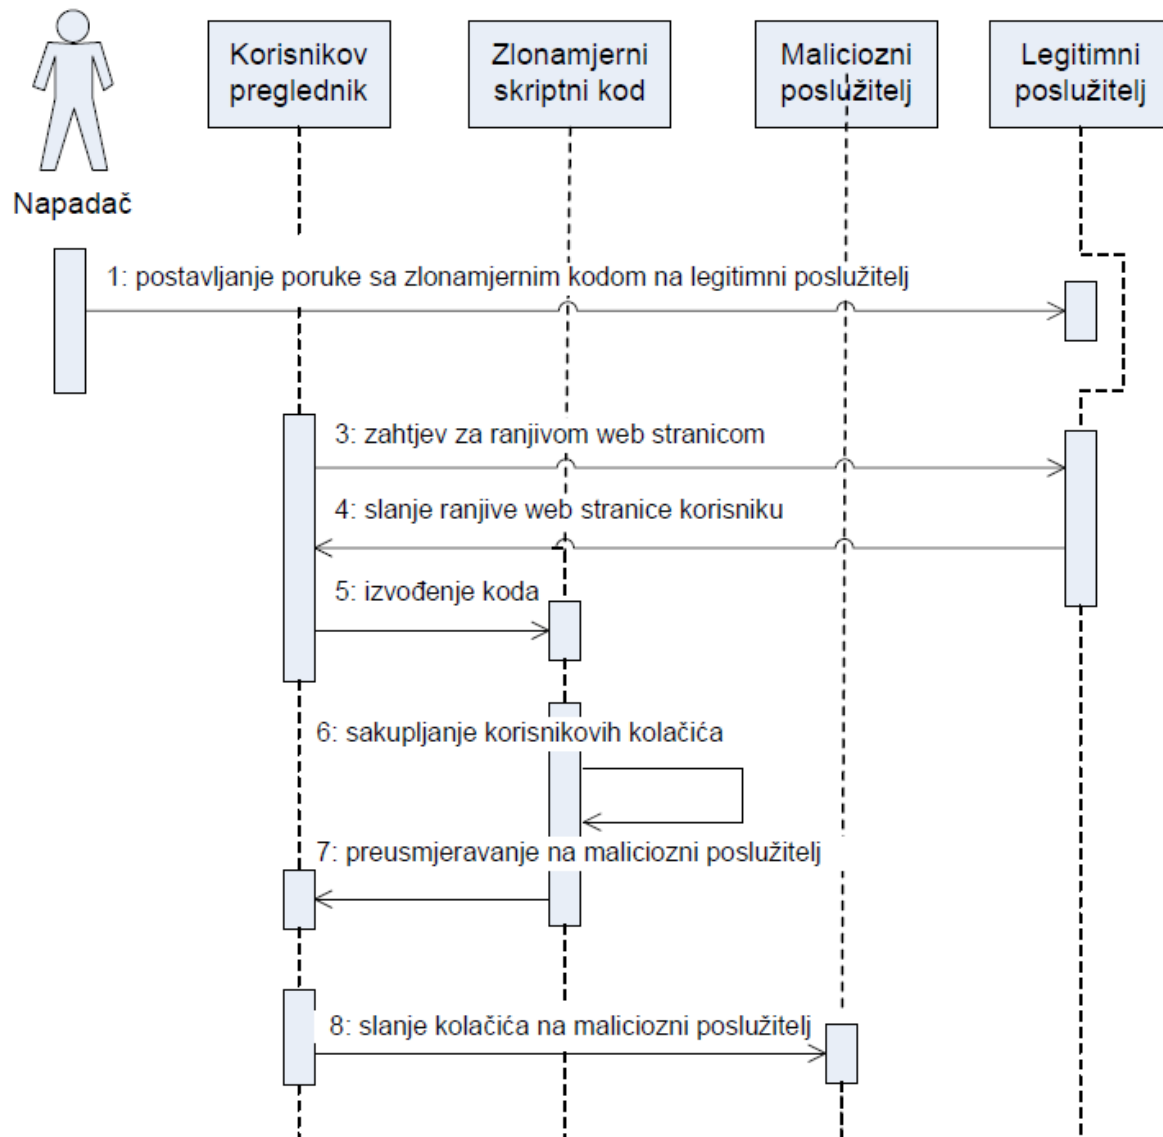 Korisnikov
preglednik
Zlonamjerni
skriptni kod
Maliciozni
poslužitelj
Legitimni
poslužitelj
Napadač
1: postavljanje poruke sa zlonamjernim kodom na legitimni poslužitelj
3: zahtjev za ranjivom web stranicom
4: slanje ranjive web stranice korisniku
5: izvođenje koda
6: sakupljanje korisnikovih kolačića
7: preusmjeravanje na maliciozni poslužitelj
8: slanje kolačića na maliciozni poslužitelj